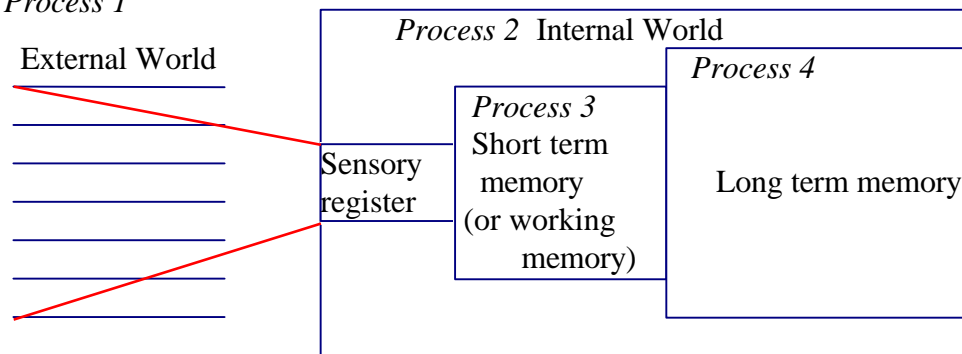 Process 1
Process 2 Internal World
External World
Process 4
Process 3
Short term
memory
(or working
memory)
Sensory
register
Long term memory